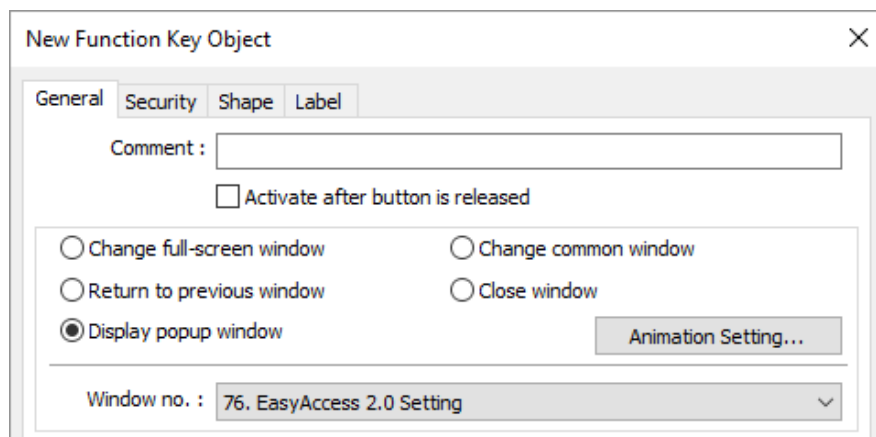 New Function Key Object
General Security Shape Label
Comment :
Activate after button is released
Change full-screen window Change common window
Return to previous window Close window
Display popup window Animation Setting...
Window no. : 76. EasyAccess 2.0 Setting